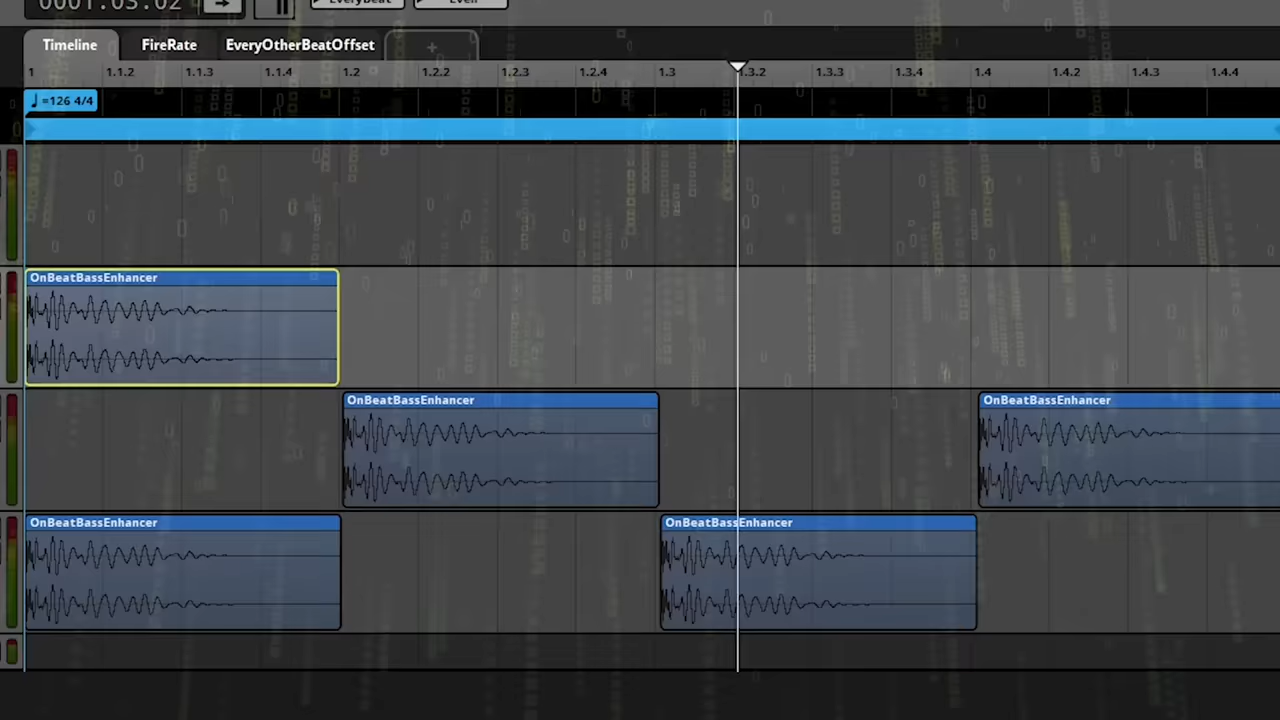 0001.03.02 EveryBeat Even
Timeline FireRate EveryOtherBeatOffset +
1 1.1.2 1.1.3 1.1.4 1.2 1.2.2 1.2.3 1.2.4 1.3 1.3.2 1.3.3 1.3.4 1.4 1.4.2 1.4.3 1.4.4
♩=126 4/4
OnBeatBassEnhancer
OnBeatBassEnhancer OnBeatBassEnhancer
OnBeatBassEnhancer OnBeatBassEnhancer